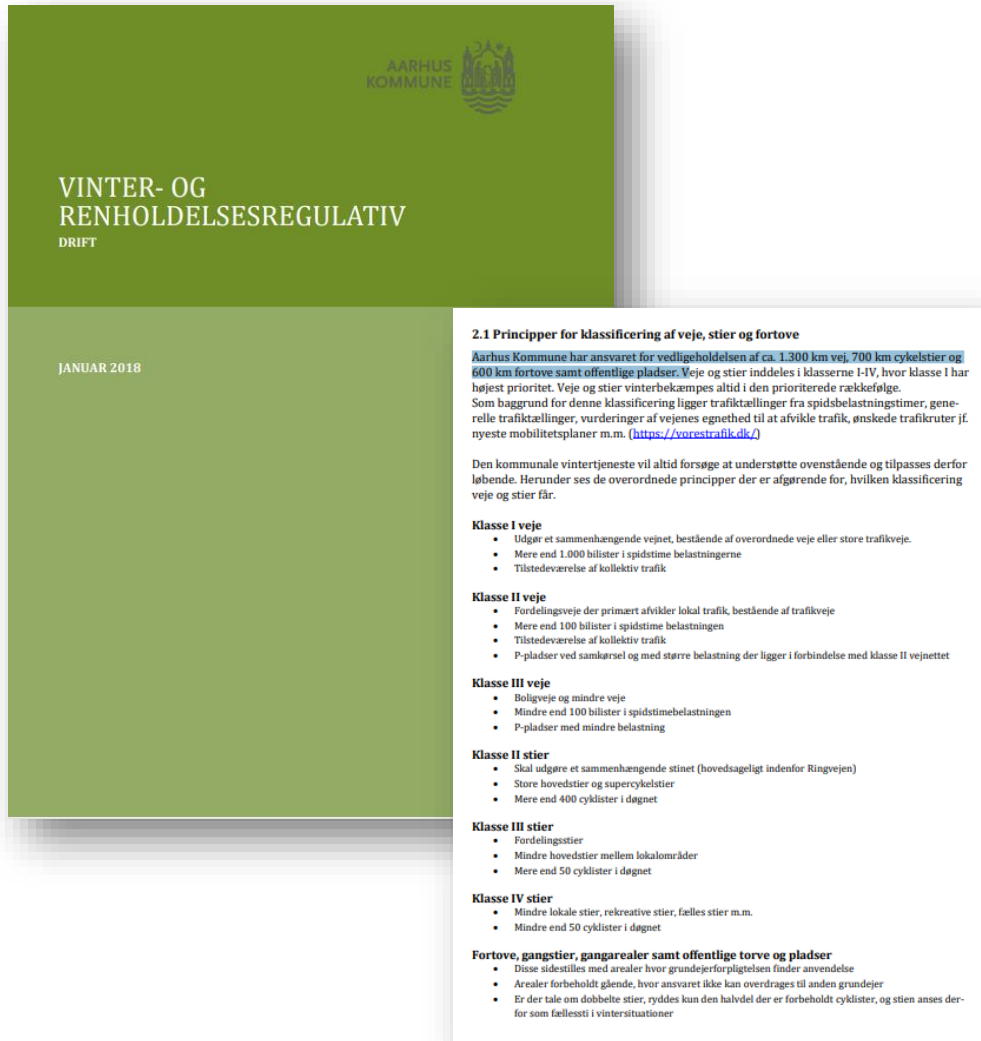 AARHUS
KOMMUNE
VINTER- OG
RENHOLDELSESREGULATIV
DRIFT
JANUAR 2018
2.1 Principper for klassificering af veje, stier og fortove
Aarhus Kommune har ansvaret for vedligeholdelsen af ca. 1.300 km vej, 700 km cykelstier og
600 km fortove samt offentlige pladser. Veje og stier inddeles i klasserne I-IV, hvor klasse I har
højest prioritet. Veje og stier vinterbekæmpes altid i den prioriterede rækkefølge.
Som baggrund for denne klassificering ligger trafiktællinger fra spidsbelastningstimer, gene-
relle trafiktællinger, vurderinger af vejenes egnethed til at afvikle trafik, ønskede trafikruter jf.
nyeste mobilitetsplaner m.m. (https://vorestrafik.dk/)
Den kommunale vintertjeneste vil altid forsøge at understøtte ovenstående og tilpasses derfor
løbende. Herunder ses de overordnede principper der er afgørende for, hvilken klassificering
veje og stier får.
Klasse I veje
• Udgør et sammenhængende vejnet, bestående af overordnede veje eller store trafikveje.
• Mere end 1.000 bilister i spidstime belastningerne
• Tilstedeværelse af kollektiv trafik
Klasse II veje
• Fordelingsveje der primært afvikler lokal trafik, bestående af trafikveje
• Mere end 100 bilister i spidstime belastningen
• Tilstedeværelse af kollektiv trafik
• P-pladser ved samkørsel og med større belastning der ligger i forbindelse med klasse II vejnettet
Klasse III veje
• Boligveje og mindre veje
• Mindre end 100 bilister i spidstimebelastningen
• P-pladser med mindre belastning
Klasse II stier
• Skal udgøre et sammenhængende stinet (hovedsageligt indenfor Ringvejen)
• Store hovedstier og supercykelstier
• Mere end 400 cyklister i døgnet
Klasse III stier
• Fordelingsstier
• Mindre hovedstier mellem lokalområder
• Mere end 50 cyklister i døgnet
Klasse IV stier
• Mindre lokale stier, rekreative stier, fælles stier m.m.
• Mindre end 50 cyklister i døgnet
Fortove, gangstier, gangarealer samt offentlige torve og pladser
• Disse sidestilles med arealer hvor grundejerforpligtelsen finder anvendelse
• Arealer forbeholdt gående, hvor ansvaret ikke kan overdrages til anden grundejer
• Er der tale om dobbelte stier, ryddes kun den halvdel der er forbeholdt cyklister, og stien anses der-
for som fællessti i vintersituationer